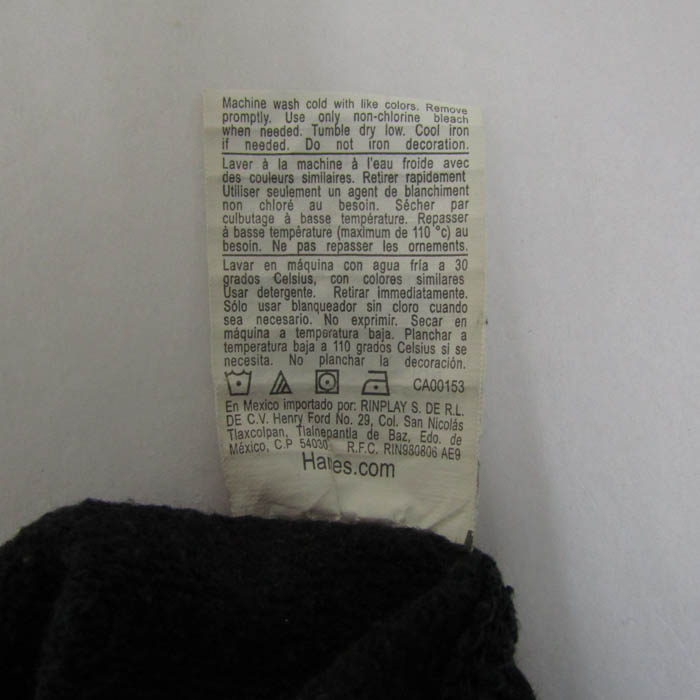 Machine wash cold with like colors. Remove
promptly. Use only non-chlorine bleach
when needed. Tumble dry low. Cool iron
if needed. Do not iron decoration.
Laver à la machine à l'eau froide avec
des couleurs similaires. Retirer rapidement
Utiliser seulement un agent de blanchiment
non chloré au besoin. Sécher par
culbutage à basse température. Repasser
à basse température (maximum de 110 °c) au
besoin. Ne pas repasser les ornements.
Lavar en máquina con agua fría a 30
grados Celsius, con colores similares
Usar detergente. Retirar immediatamente.
Sólo usar blanqueador sin cloro cuando
sea necesario. No exprimir. Secar en
máquina a temperatura baja. Planchar a
temperatura baja a 110 grados Celsius si se
necesita. No planchar la decoración.
CA00153
En Mexico importado por: RINPLAY S. DE R.L.
DE C.V. Henry Ford No. 29, Col. San Nicolás
Tlaxcolpan, Tlalnepantla de Baz, Edo. de
México, C.P 54030 R.F.C. RIN980806 AE9
Hanes.com